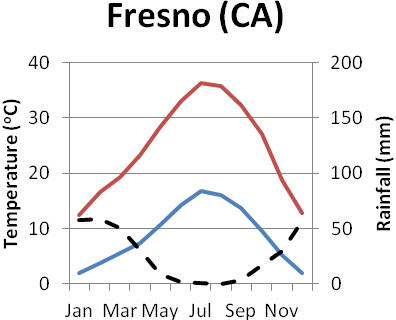 Fresno (CA)
Temperature (°C)
Rainfall (mm)
40 200
30 150
20 100
10 50
0 0
Jan Mar May Jul Sep Nov